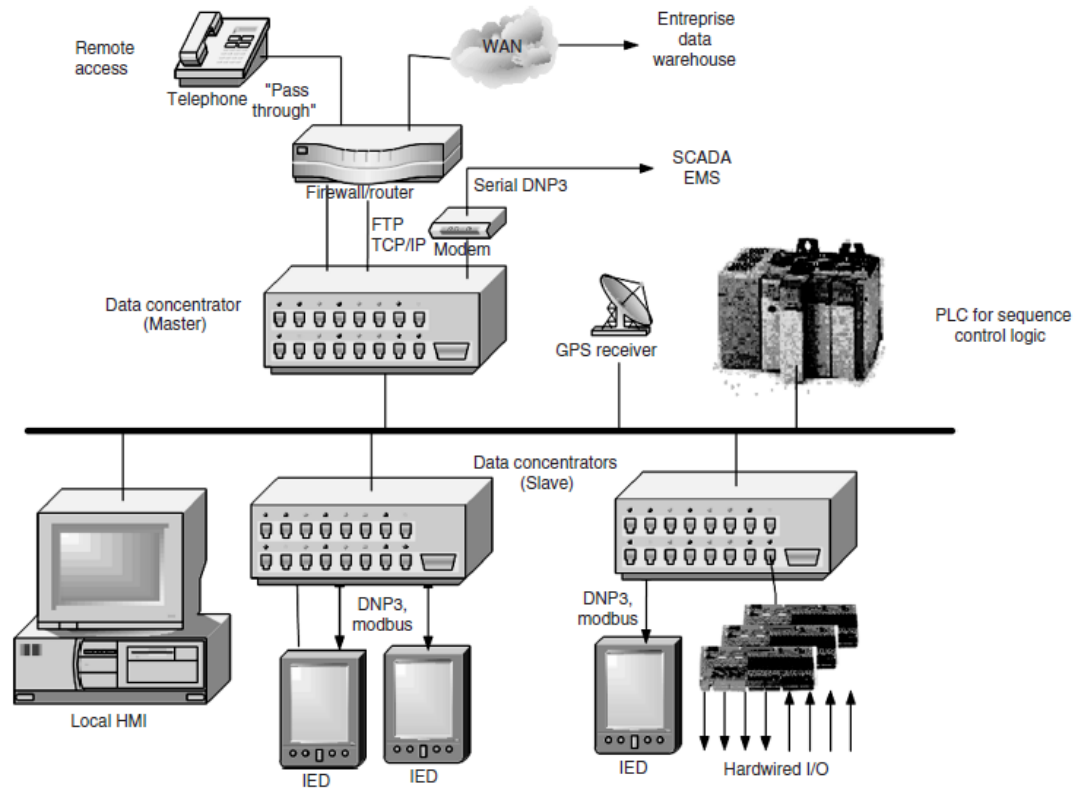 Remote
access
Telephone
"Pass
through"
WAN
Entreprise
data
warehouse
Firewall/router
FTP
TCP/IP
Serial DNP3
Modem
SCADA
EMS
Data concentrator
(Master)
GPS receiver
PLC for sequence
control logic
Data concentrators
(Slave)
DNP3,
modbus
DNP3,
modbus
Local HMI
IED
IED
IED
Hardwired I/O